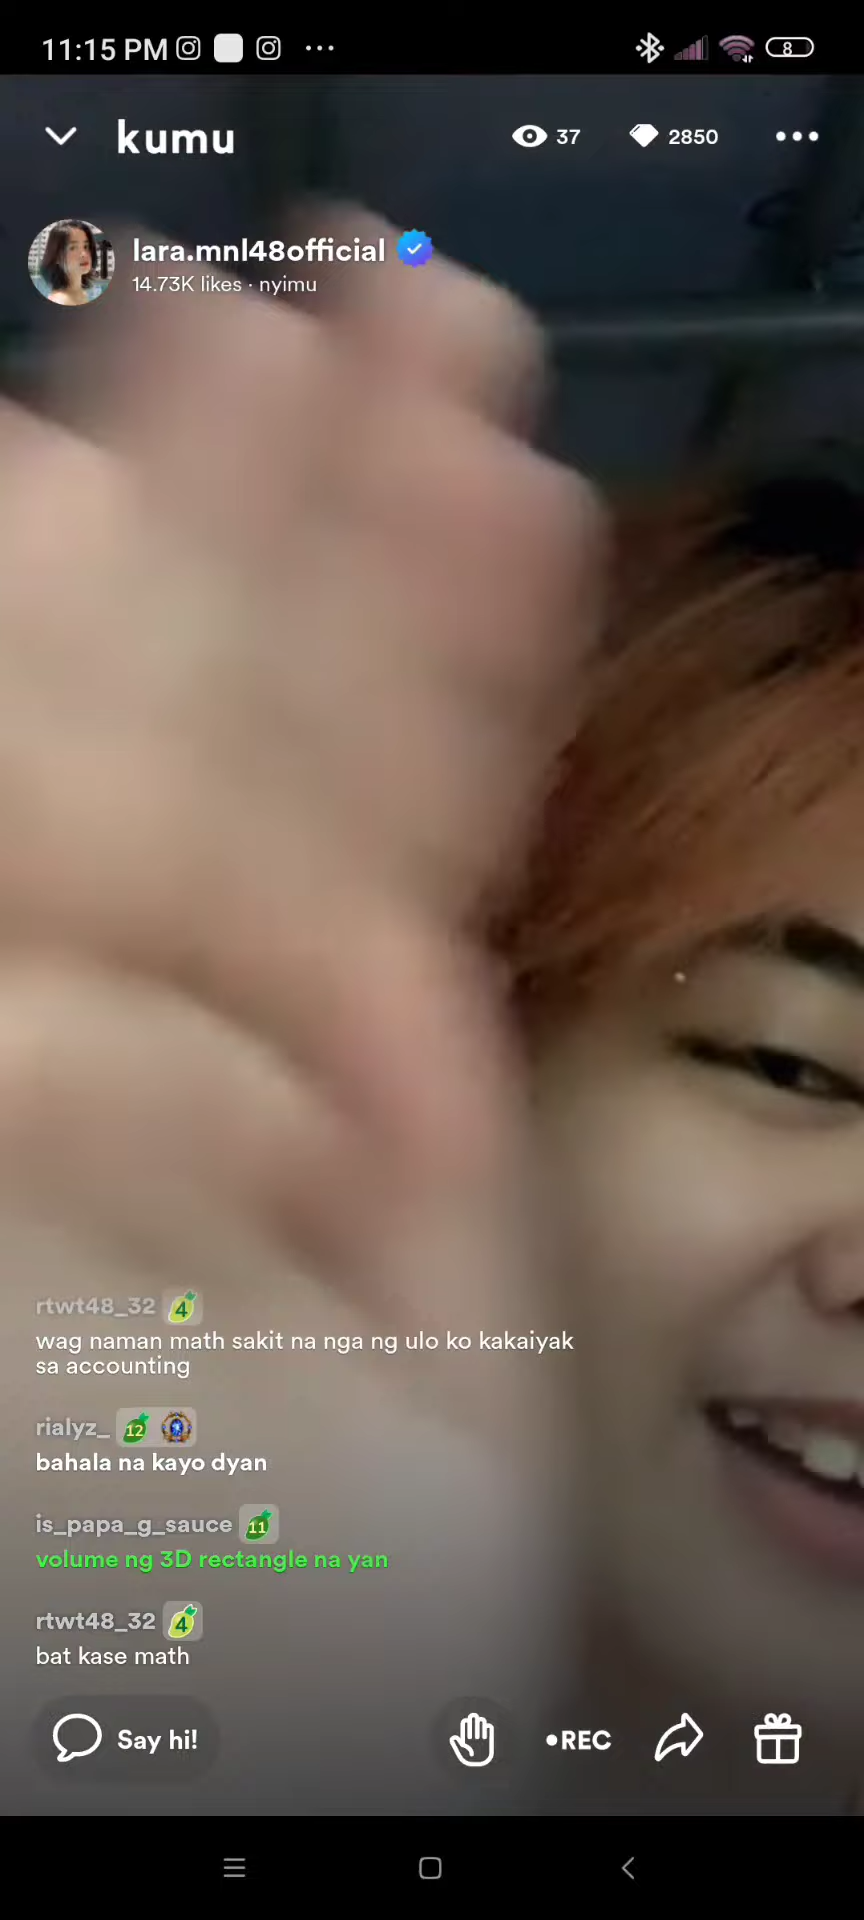 11:15 PM
8
kumu
37
2850
lara.mnl48official
14.73K likes · nyimu
rtwt48_32 4
wag naman math sakit na nga ng ulo ko kakaiyak
sa accounting
rialyz_ 12
bahala na kayo dyan
is_papa_g_sauce 11
volume ng 3D rectangle na yan
rtwt48_32 4
bat kase math
Say hi!
•REC